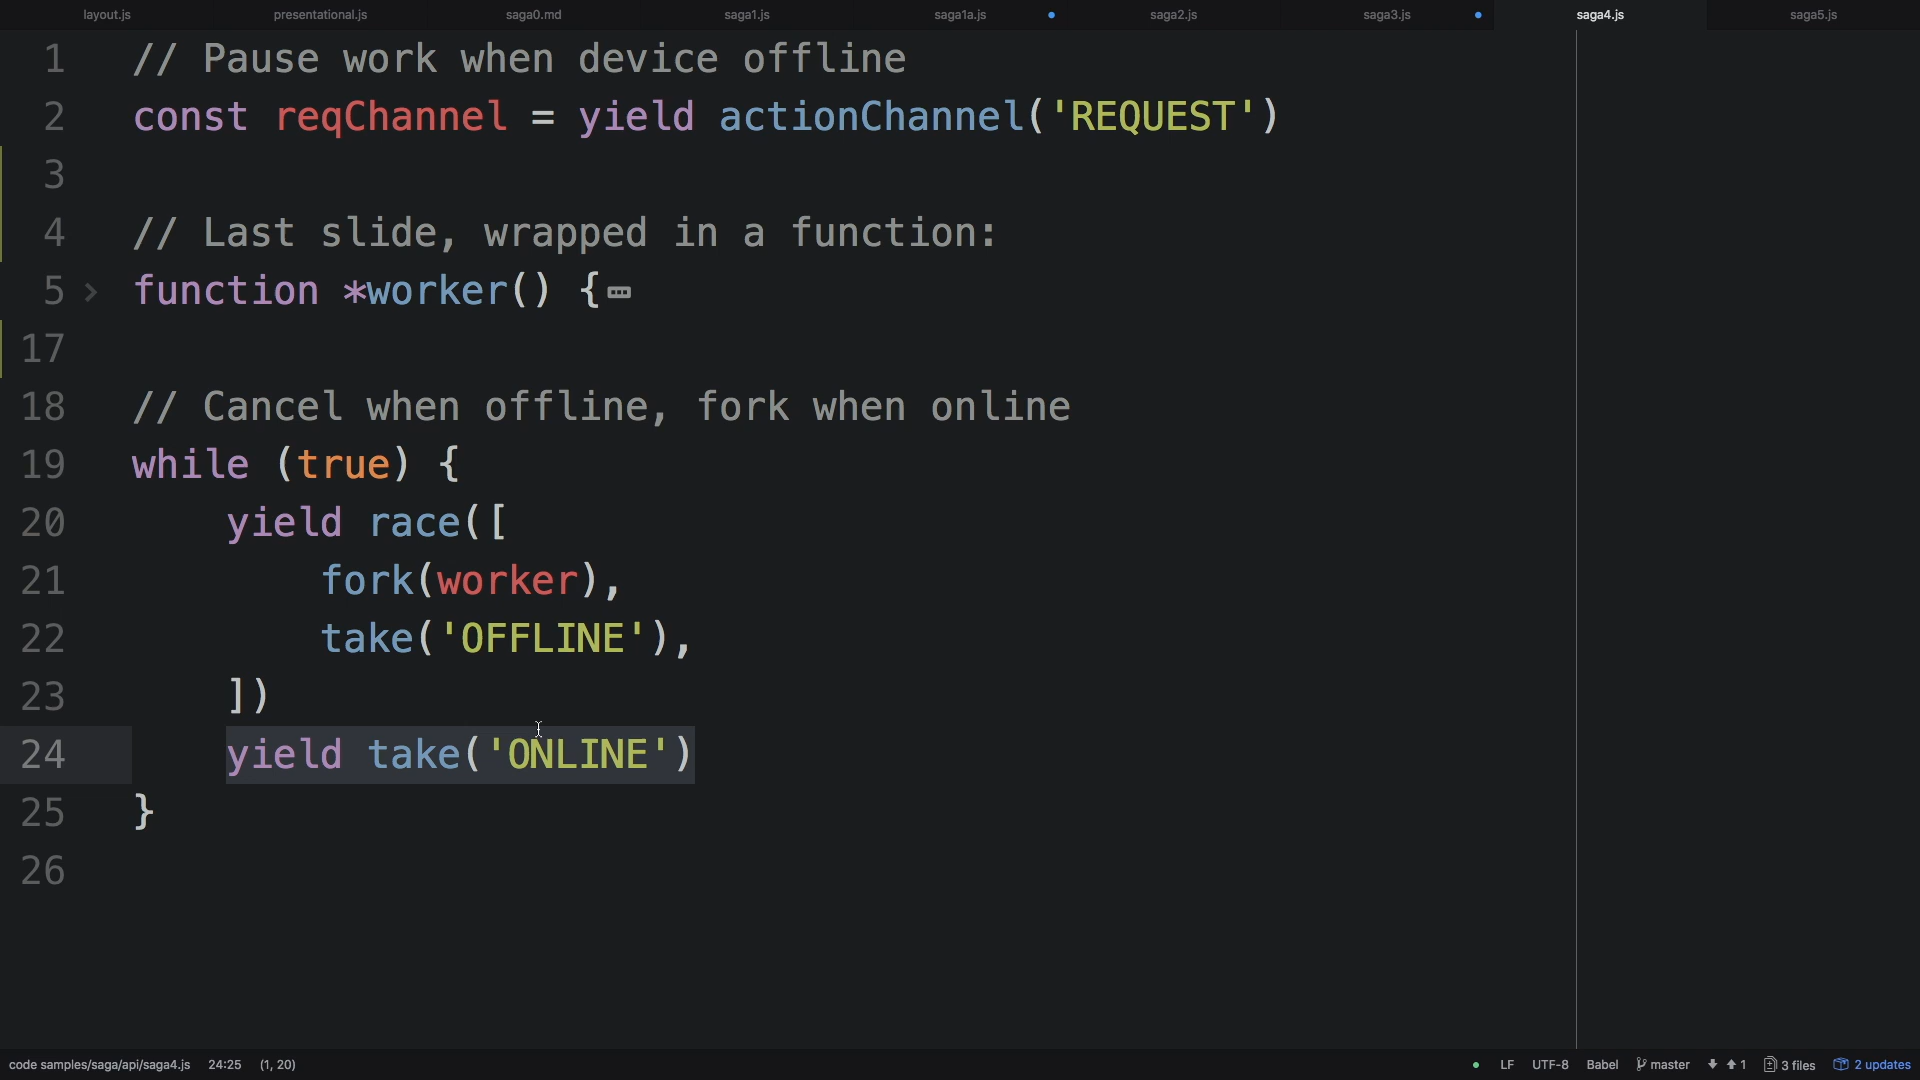 layout.js presentational.js saga0.md saga1.js saga1a.js saga2.js saga3.js saga4.js saga5.js
1 // Pause work when device offline
2 const reqChannel = yield actionChannel('REQUEST')
3
4 // Last slide, wrapped in a function:
5 function *worker() {
17
18 // Cancel when offline, fork when online
19 while (true) {
20 yield race([
21 fork(worker),
22 take('OFFLINE'),
23 ])
24 yield take('ONLINE')
25 }
26
code samples/saga/api/saga4.js 24:25 (1, 20) LF UTF-8 Babel master 1 3 files 2 updates